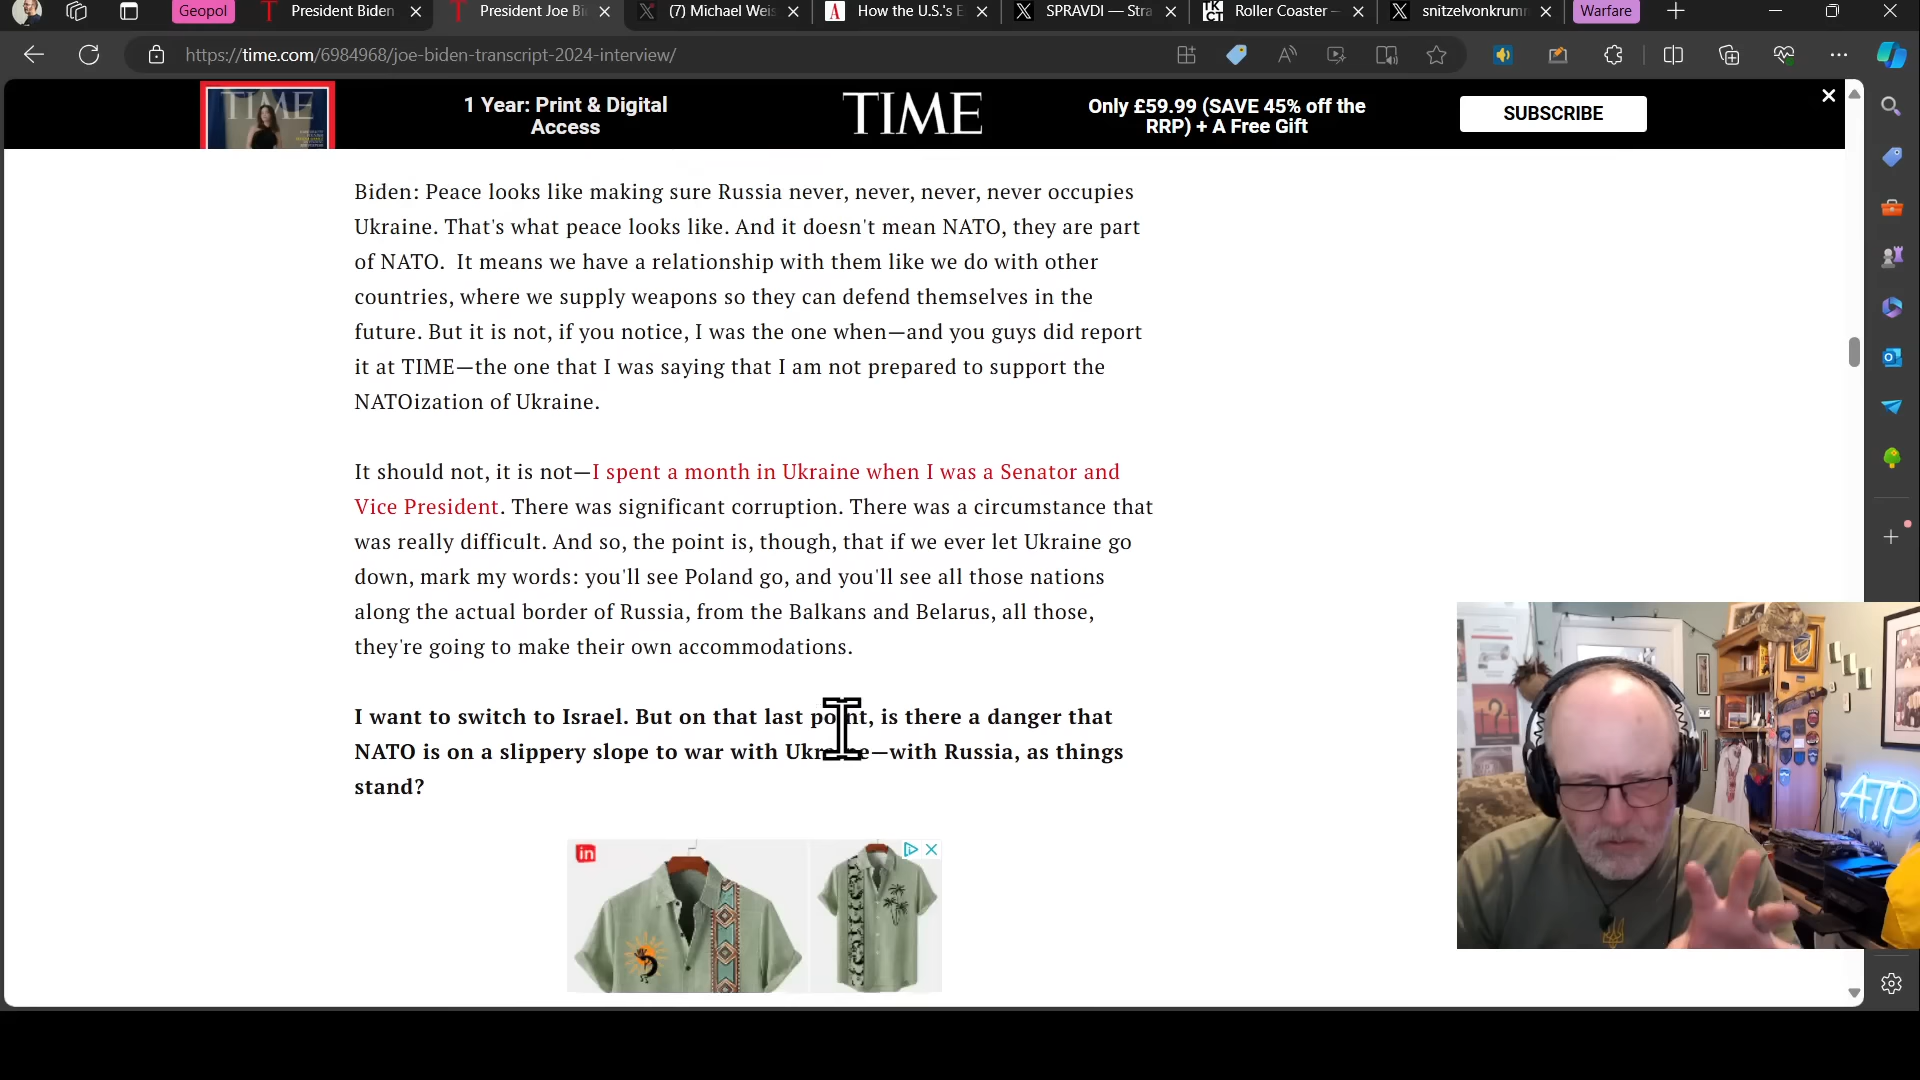 Geopol
President Biden
President Joe Bi
(7) Michael Weis
How the U.S.'s E
SPRAVDI — Stra
Roller Coaster —
snitzelvonkrumm
Warfare
https://time.com/6984968/joe-biden-transcript-2024-interview/
TIME
1 Year: Print & Digital
Access
TIME
Only £59.99 (SAVE 45% off the
RRP) + A Free Gift
SUBSCRIBE
Biden: Peace looks like making sure Russia never, never, never, never occupies
Ukraine. That's what peace looks like. And it doesn't mean NATO, they are part
of NATO.  It means we have a relationship with them like we do with other
countries, where we supply weapons so they can defend themselves in the
future. But it is not, if you notice, I was the one when—and you guys did report
it at TIME—the one that I was saying that I am not prepared to support the
NATOization of Ukraine.
It should not, it is not—I spent a month in Ukraine when I was a Senator and
Vice President. There was significant corruption. There was a circumstance that
was really difficult. And so, the point is, though, that if we ever let Ukraine go
down, mark my words: you'll see Poland go, and you'll see all those nations
along the actual border of Russia, from the Balkans and Belarus, all those,
they're going to make their own accommodations.
I want to switch to Israel. But on that last point, is there a danger that
NATO is on a slippery slope to war with Ukraine—with Russia, as things
stand?
in
ATP